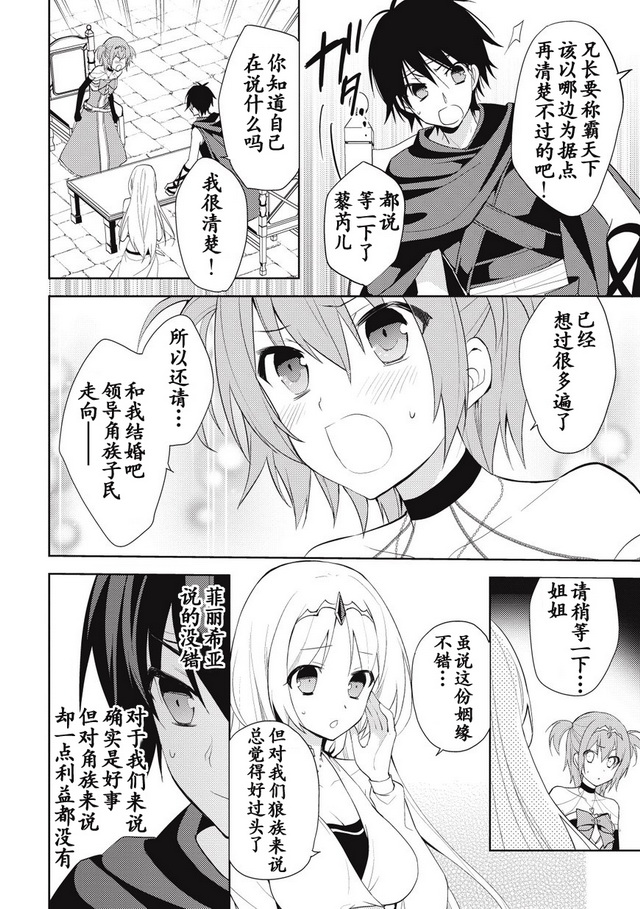 兄长要称霸天下
该以哪边为据点
再清楚不过的吧！
都说
等一下了
藜芮儿
你知道自己
在说什么吗
我很清楚！
已经
想过很多遍了
所以还请…
和我结婚吧
领导角族子民
走向——
请稍等一下…
姐姐
虽说这份姻缘
不错…
但对我们狼族来说
总觉得好过头了
菲丽希亚
说的没错
对于我们来说
确实是好事
但对角族来说
却一点利益都没有